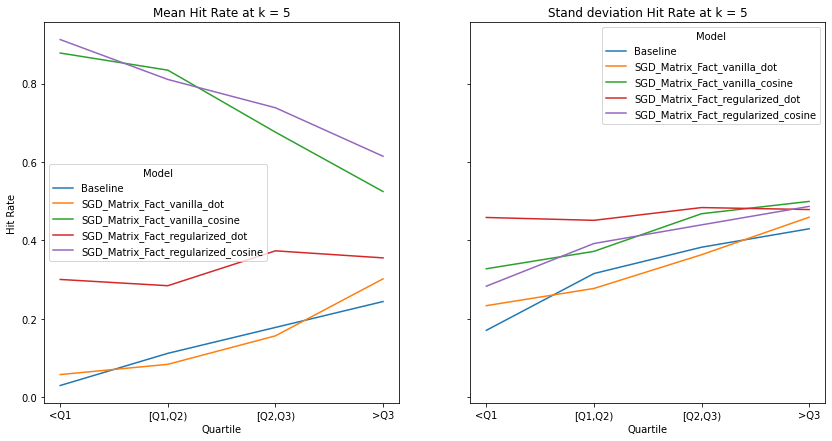 Mean Hit Rate at k = 5
Hit Rate
0.8
0.6
0.4
0.2
0.0
Model
Baseline
SGD_Matrix_Fact_vanilla_dot
SGD_Matrix_Fact_vanilla_cosine
SGD_Matrix_Fact_regularized_dot
SGD_Matrix_Fact_regularized_cosine
<Q1
[Q1,Q2)
[Q2,Q3)
>Q3
Quartile
Stand deviation Hit Rate at k = 5
Model
Baseline
SGD_Matrix_Fact_vanilla_dot
SGD_Matrix_Fact_vanilla_cosine
SGD_Matrix_Fact_regularized_dot
SGD_Matrix_Fact_regularized_cosine
<Q1
[Q1,Q2)
[Q2,Q3)
>Q3
Quartile